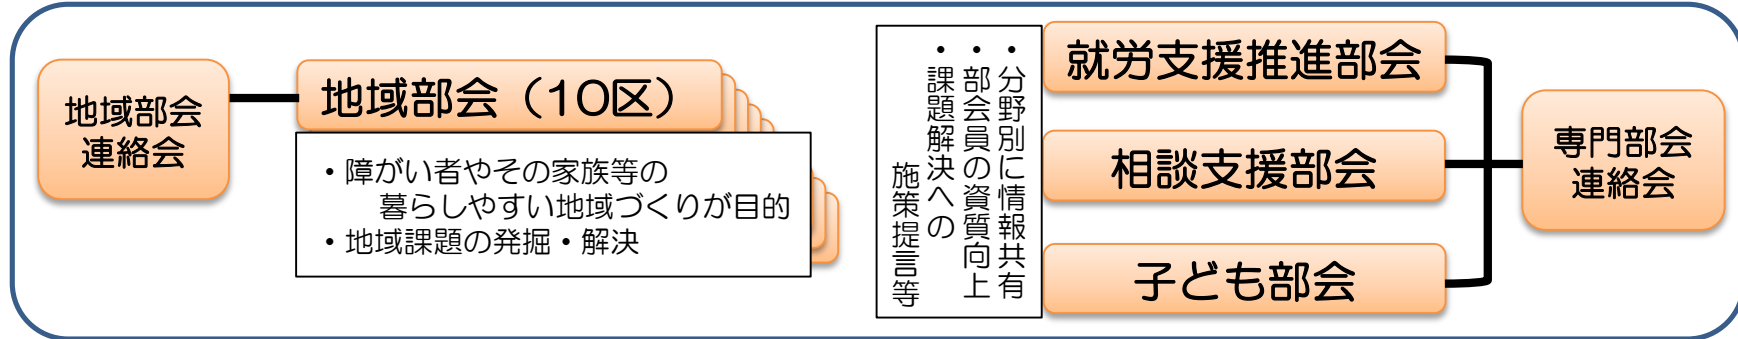 地域部会
連絡会
地域部会（10区）
・障がい者やその家族等の
暮らしやすい地域づくりが目的
・地域課題の発掘・解決
・分野別に情報共有
・部会員の資質向上
・課題解決への
施策提言等
就労支援推進部会
相談支援部会
子ども部会
専門部会
連絡会